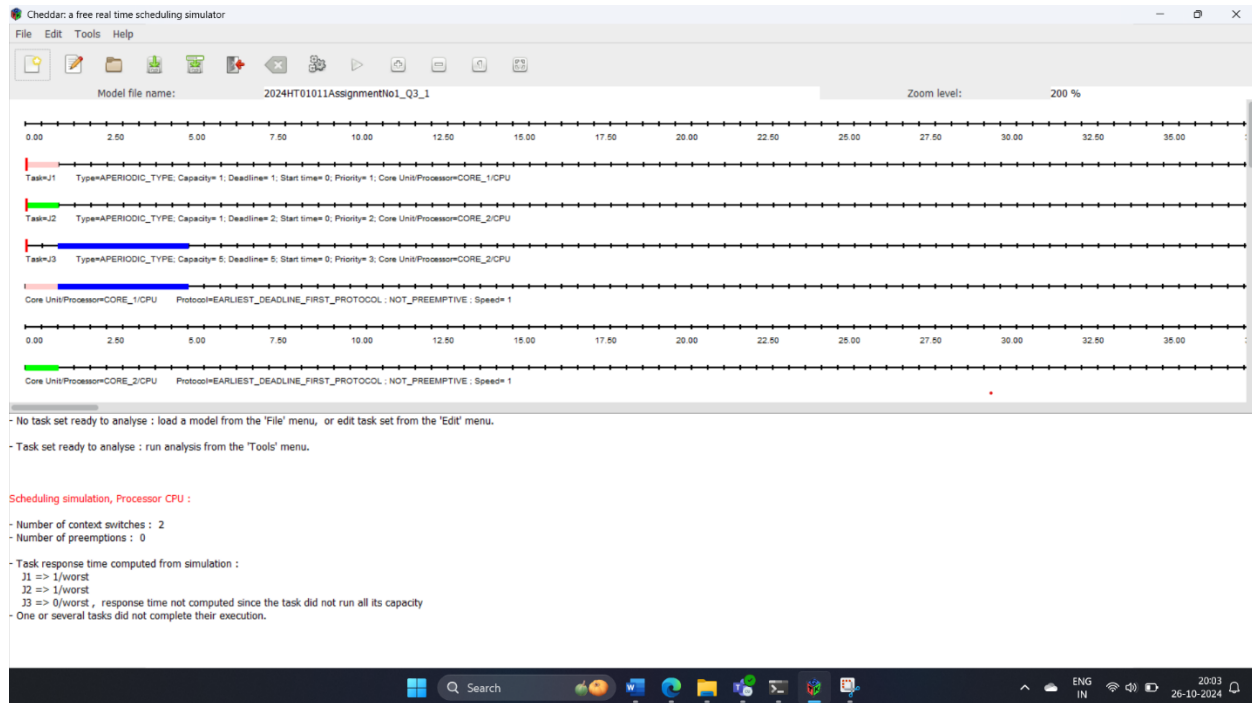 Cheddar: a free real time scheduling simulator
File Edit Tools Help
Model file name: 2024HT01011AssignmentNo1_Q3_1 Zoom level: 200 %
0.00 2.50 5.00 7.50 10.00 12.50 15.00 17.50 20.00 22.50 25.00 27.50 30.00 32.50 35.00
Task=J1 Type=APERIODIC_TYPE; Capacity= 1; Deadline= 1; Start time= 0; Priority= 1; Core Unit/Processor=CORE_1/CPU
Task=J2 Type=APERIODIC_TYPE; Capacity= 1; Deadline= 2; Start time= 0; Priority= 2; Core Unit/Processor=CORE_2/CPU
Task=J3 Type=APERIODIC_TYPE; Capacity= 5; Deadline= 5; Start time= 0; Priority= 3; Core Unit/Processor=CORE_2/CPU
Core Unit/Processor=CORE_1/CPU Protocol=EARLIEST_DEADLINE_FIRST_PROTOCOL ; NOT_PREEMPTIVE ; Speed= 1
0.00 2.50 5.00 7.50 10.00 12.50 15.00 17.50 20.00 22.50 25.00 27.50 30.00 32.50 35.00
Core Unit/Processor=CORE_2/CPU Protocol=EARLIEST_DEADLINE_FIRST_PROTOCOL ; NOT_PREEMPTIVE ; Speed= 1
- No task set ready to analyse : load a model from the 'File' menu, or edit task set from the 'Edit' menu.
- Task set ready to analyse : run analysis from the 'Tools' menu.
Scheduling simulation, Processor CPU :
- Number of context switches : 2
- Number of preemptions : 0
- Task response time computed from simulation :
J1 => 1/worst
J2 => 1/worst
J3 => 0/worst , response time not computed since the task did not run all its capacity
- One or several tasks did not complete their execution.
Search ENG 20:03
IN 26-10-2024